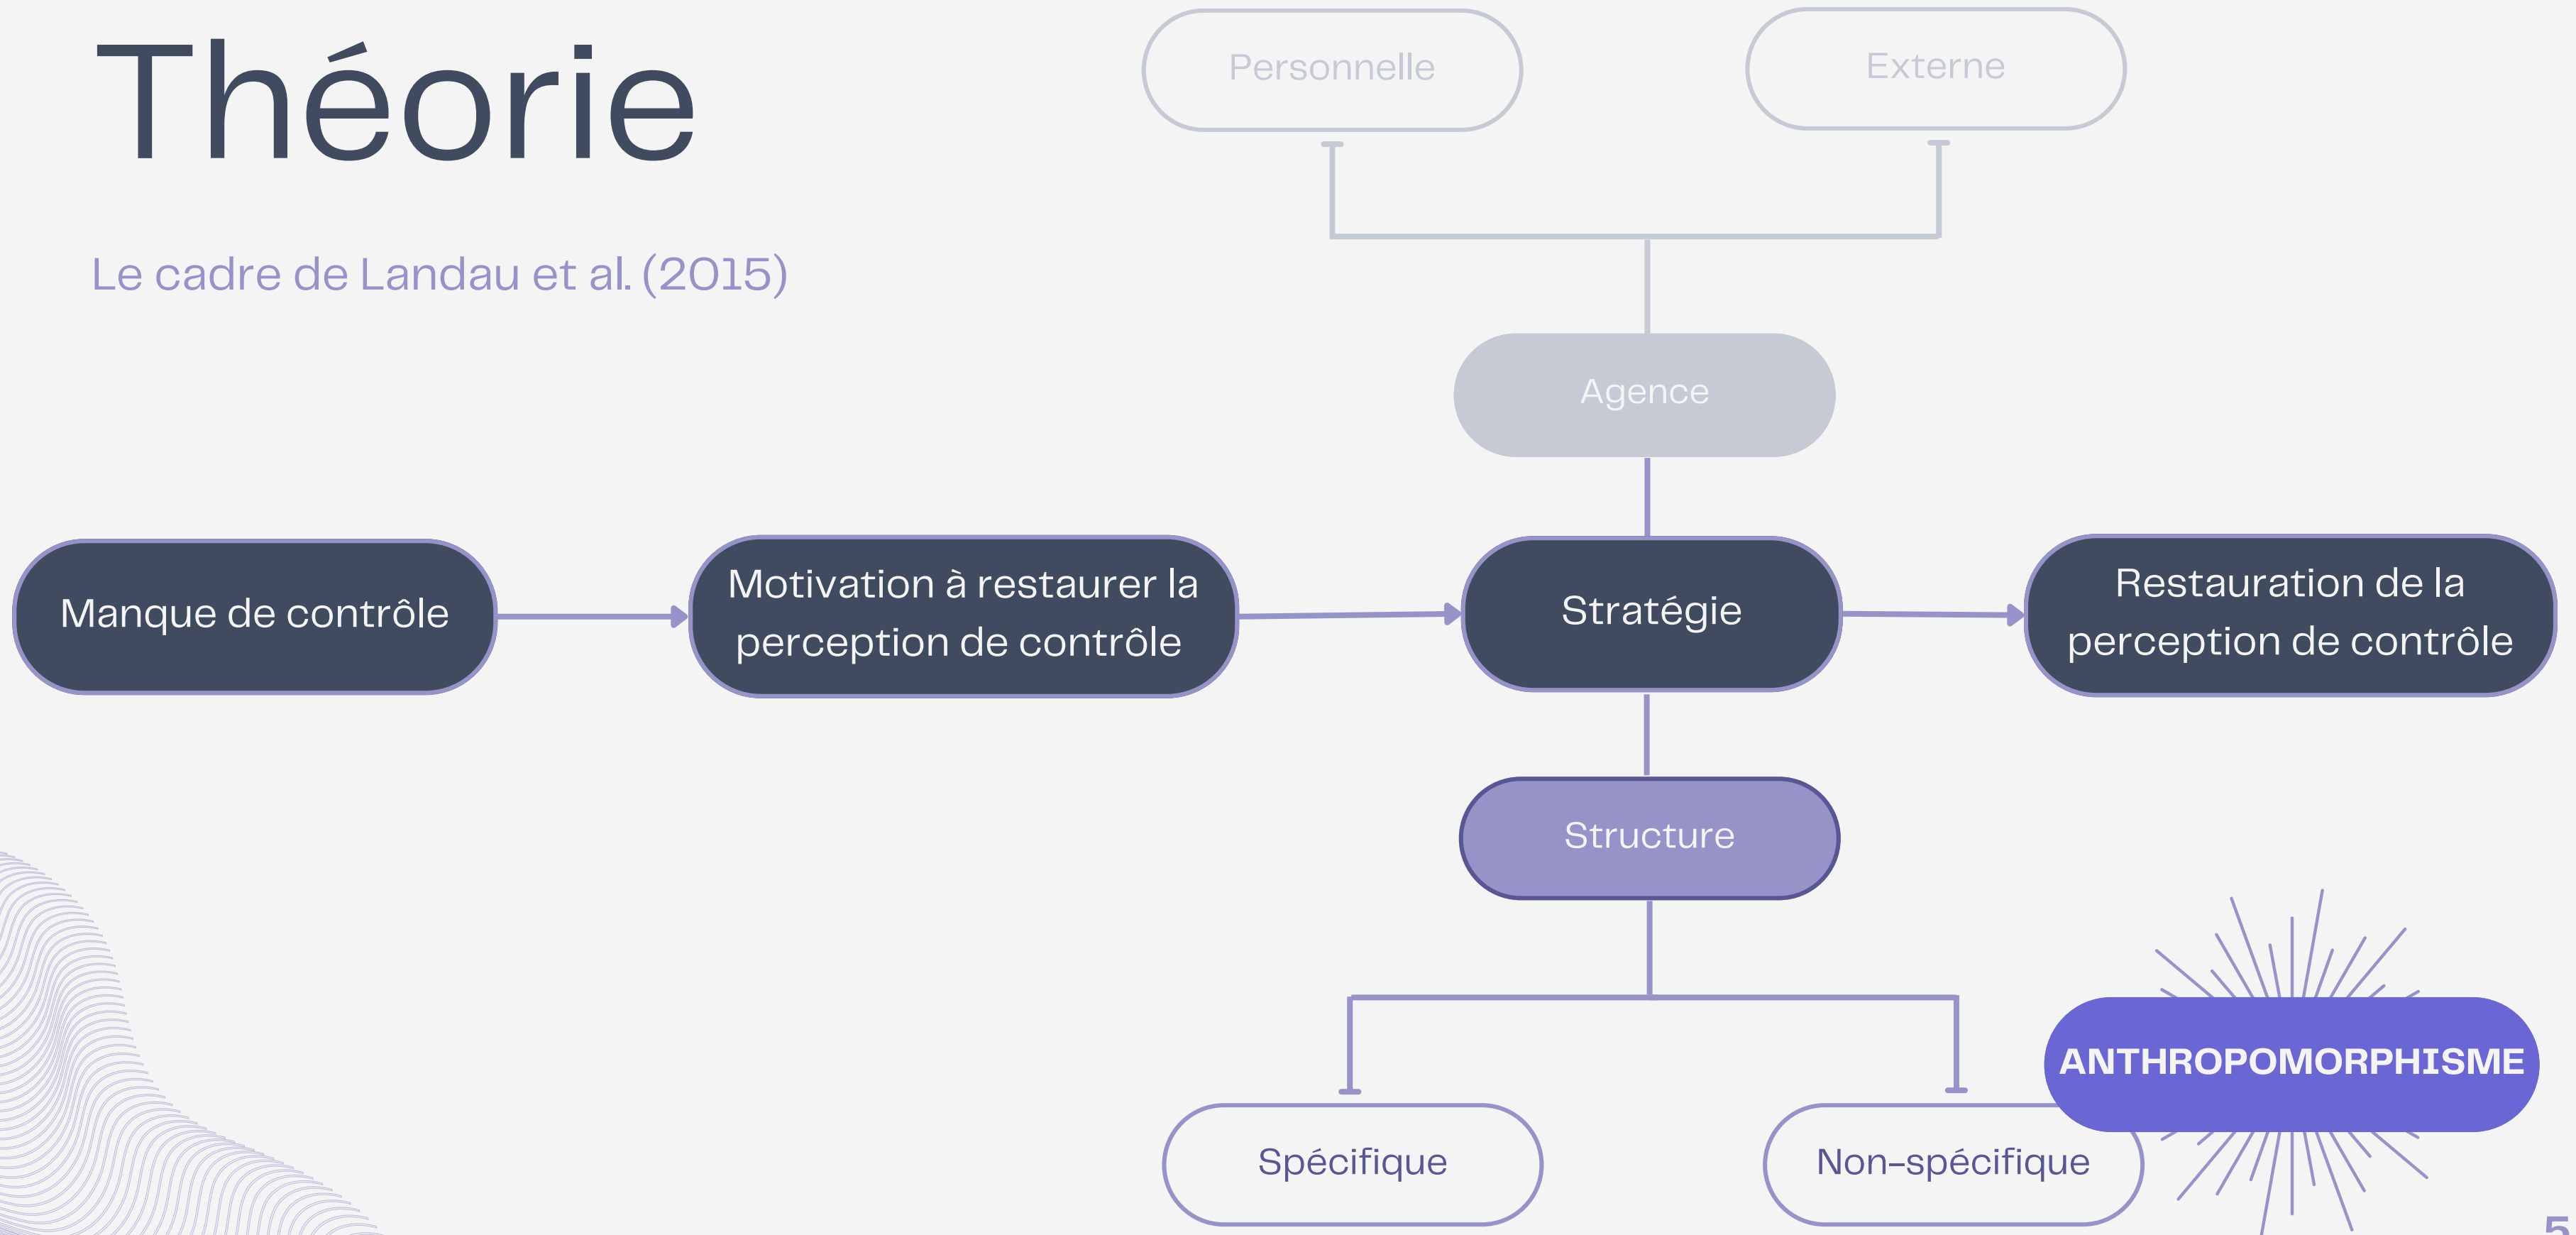 Théorie
Le cadre de Landau et al. (2015)
Personnelle
Externe
Agence
Manque de contrôle
Motivation à restaurer la
perception de contrôle
Stratégie
Restauration de la
perception de contrôle
Structure
ANTHROPOMORPHISME
Spécifique
Non-spécifique
5